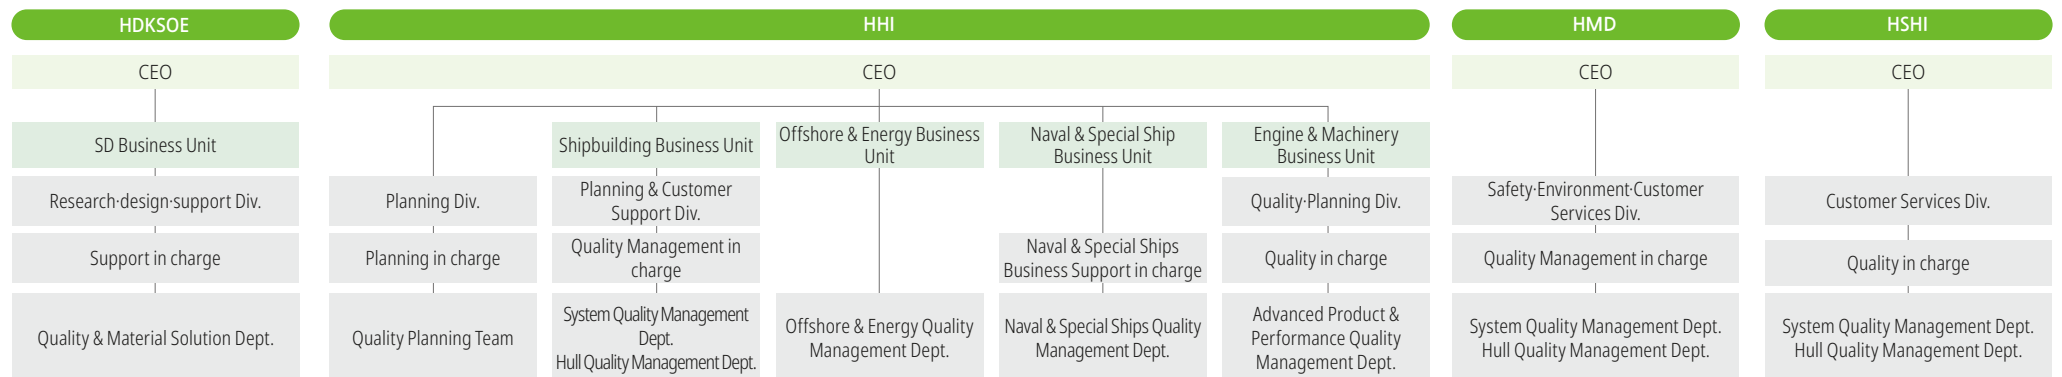 HDKSOE
HHI
HMD
HSHI
CEO
CEO
CEO
CEO
SD Business Unit
Shipbuilding Business Unit
Offshore & Energy Business
Unit
Naval & Special Ship
Business Unit
Engine & Machinery
Business Unit
Research·design·support Div.
Planning Div.
Planning & Customer
Support Div.
Quality·Planning Div.
Safety·Environment·Customer
Services Div.
Customer Services Div.
Support in charge
Planning in charge
Quality Management in
charge
Naval & Special Ships
Business Support in charge
Quality in charge
Quality Management in charge
Quality in charge
Quality & Material Solution Dept.
Quality Planning Team
System Quality Management
Dept.
Hull Quality Management Dept.
Offshore & Energy Quality
Management Dept.
Naval & Special Ships Quality
Management Dept.
Advanced Product &
Performance Quality
Management Dept.
System Quality Management Dept.
Hull Quality Management Dept.
System Quality Management Dept.
Hull Quality Management Dept.